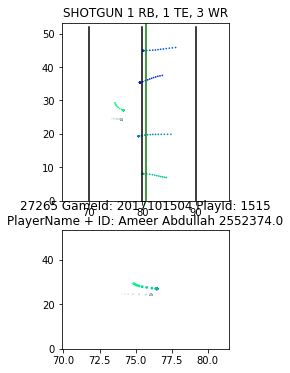 SHOTGUN 1 RB, 1 TE, 3 WR
50
40
30
20
10
0
70 80 90
27265 GameId: 2017101504 PlayId: 1515
PlayerName + ID: Ameer Abdullah 2552374.0
40
20
0
70.0 72.5 75.0 77.5 80.0